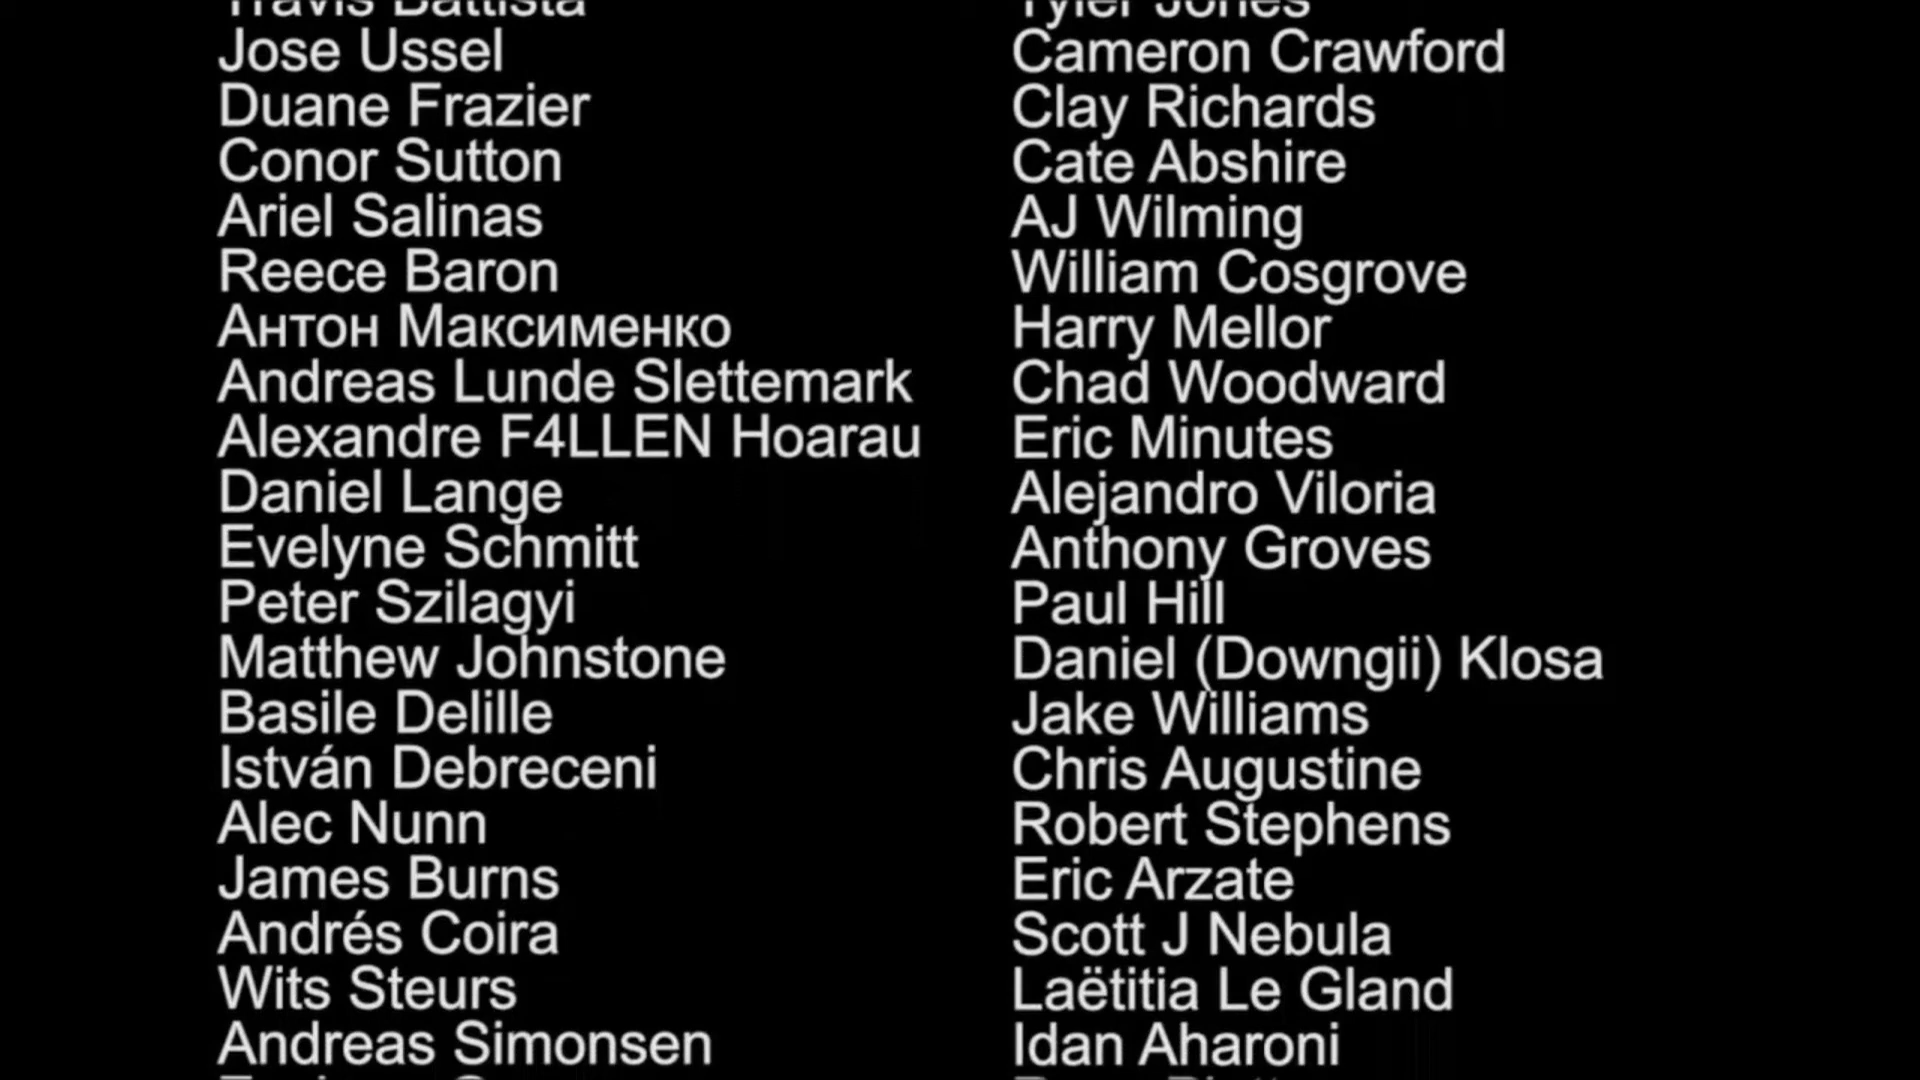 Travis Battista
Jose Ussel
Duane Frazier
Conor Sutton
Ariel Salinas
Reece Baron
Антон Максименко
Andreas Lunde Slettemark
Alexandre F4LLEN Hoarau
Daniel Lange
Evelyne Schmitt
Peter Szilagyi
Matthew Johnstone
Basile Delille
István Debreceni
Alec Nunn
James Burns
Andrés Coira
Wits Steurs
Andreas Simonsen
Tyler Jones
Cameron Crawford
Clay Richards
Cate Abshire
AJ Wilming
William Cosgrove
Harry Mellor
Chad Woodward
Eric Minutes
Alejandro Viloria
Anthony Groves
Paul Hill
Daniel (Downgii) Klosa
Jake Williams
Chris Augustine
Robert Stephens
Eric Arzate
Scott J Nebula
Laëtitia Le Gland
Idan Aharoni